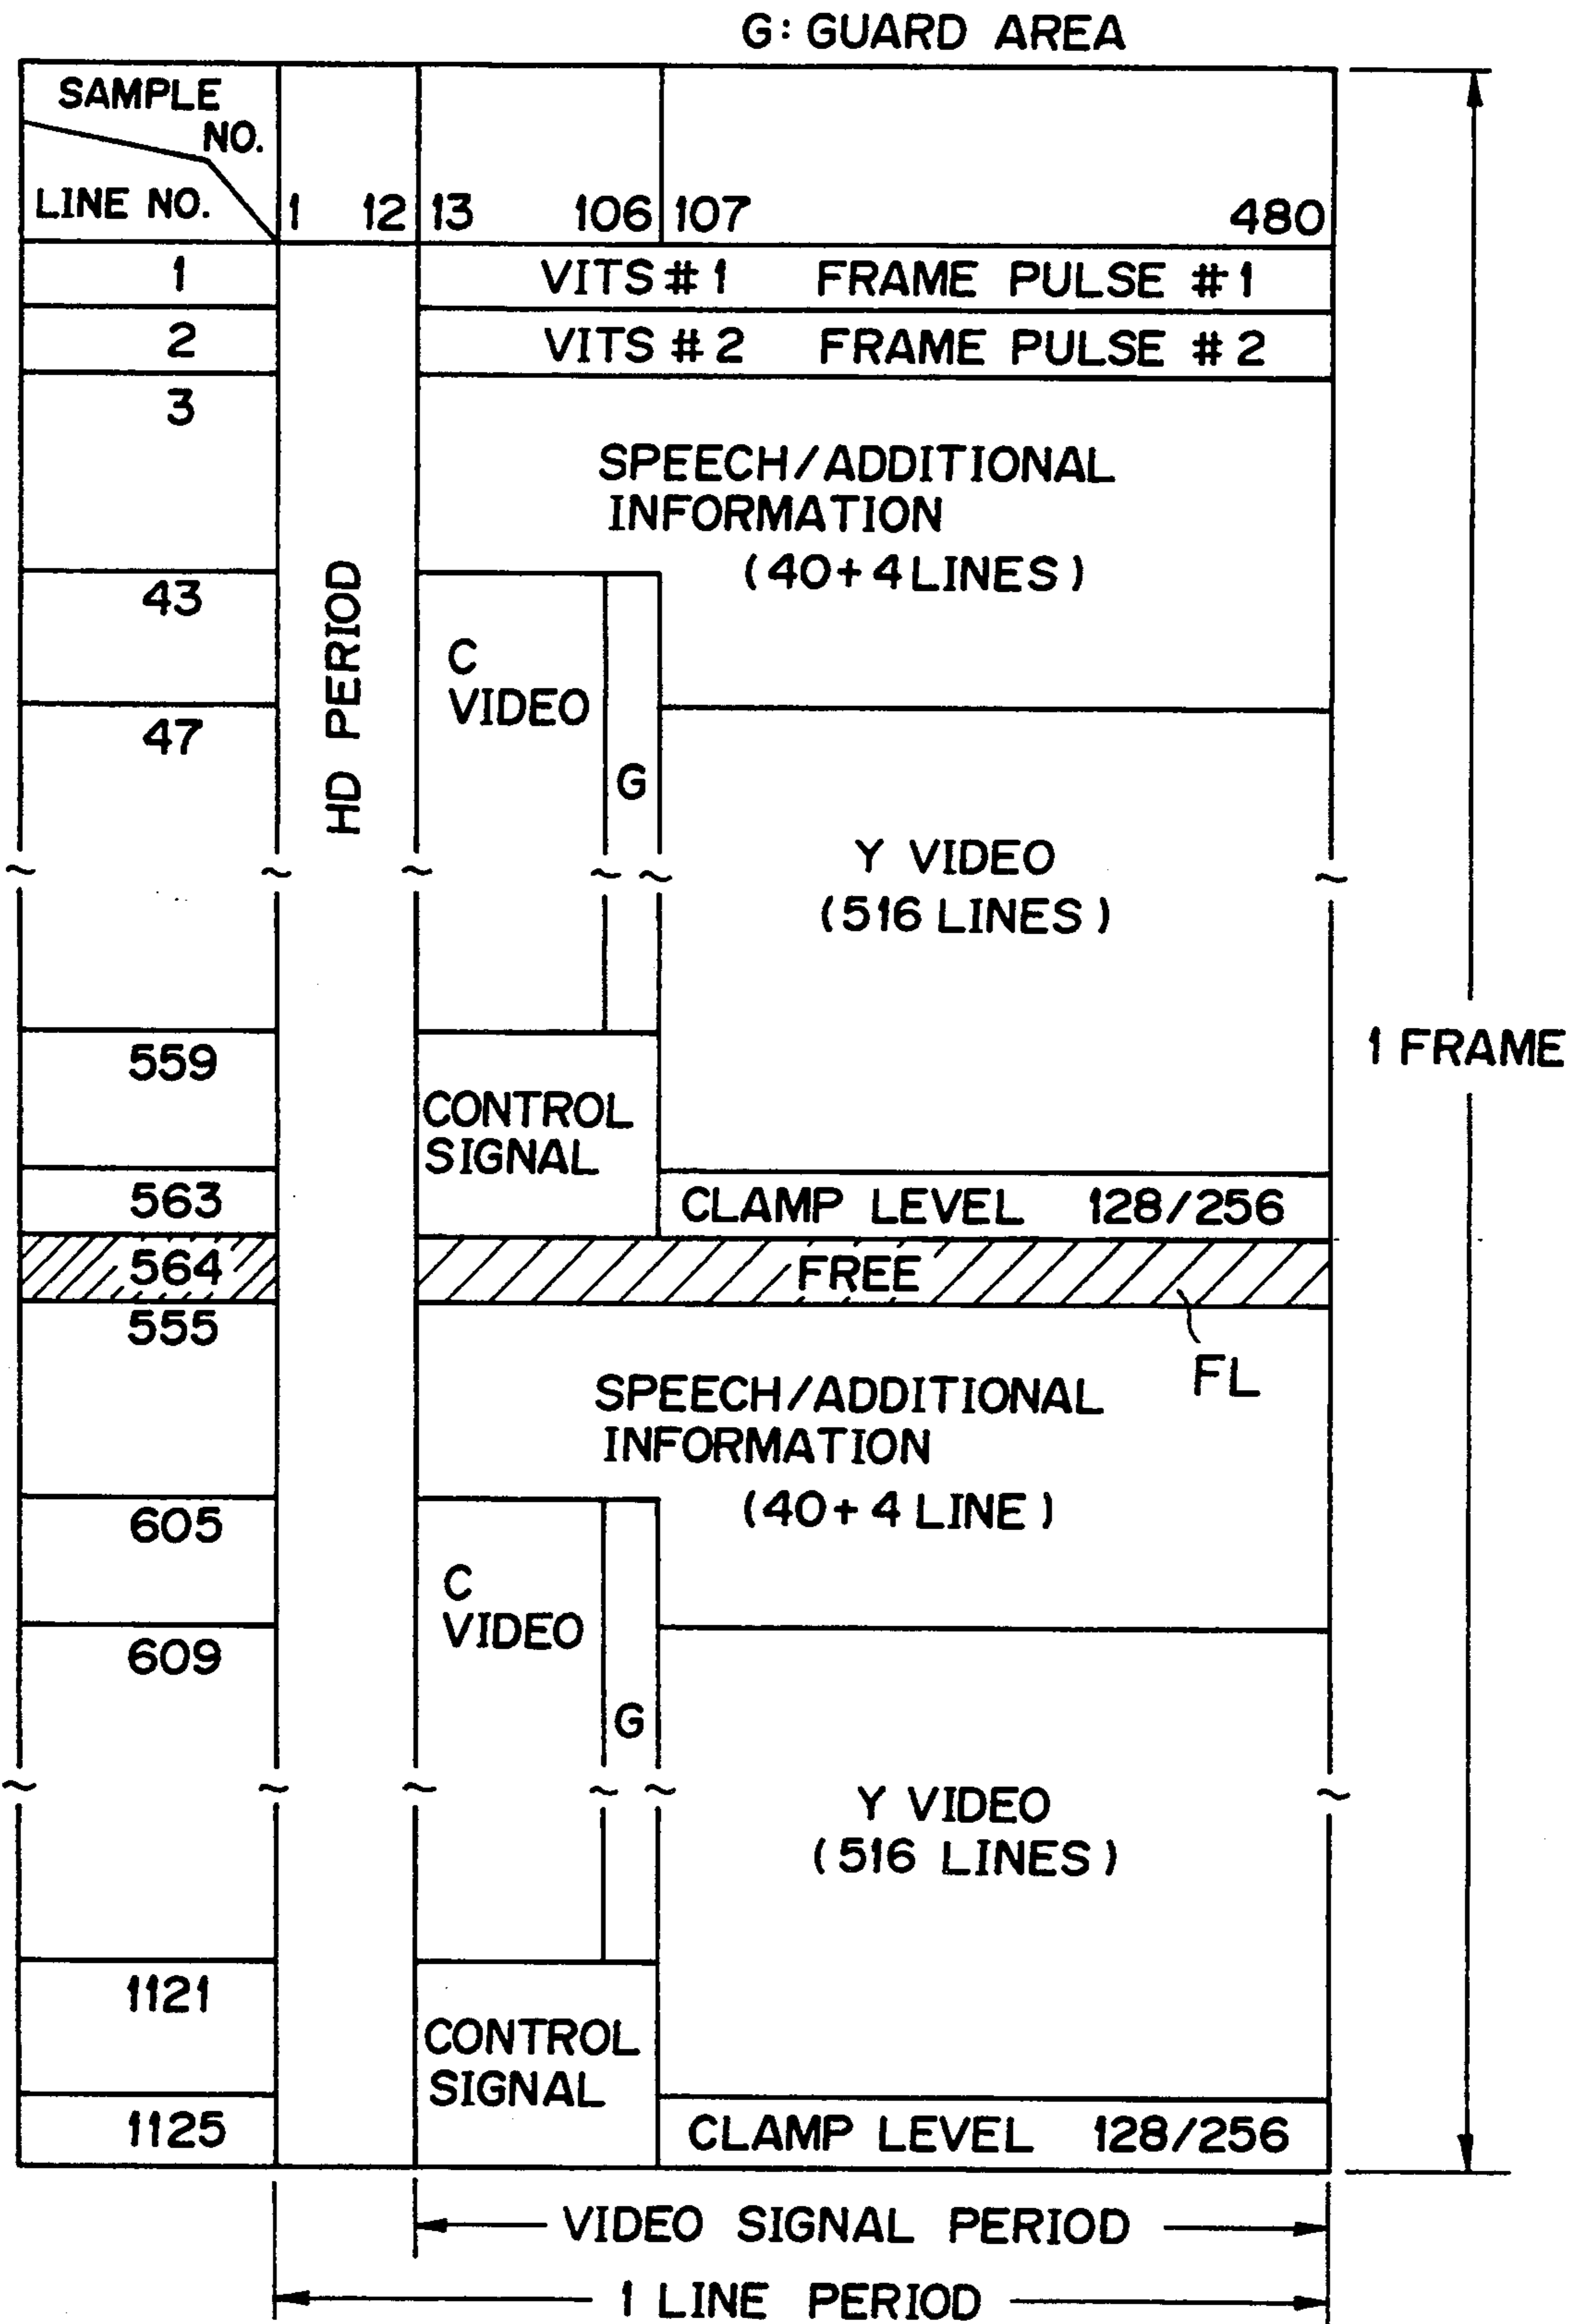 G: GUARD AREA
SAMPLE NO.
LINE NO.
1 12 13 106 107 480
1 VITS #1 FRAME PULSE #1
2 VITS #2 FRAME PULSE #2
3
SPEECH/ADDITIONAL
INFORMATION
(40+4 LINES)
43
HD PERIOD
C
VIDEO
47
G
Y VIDEO
(516 LINES)
1 FRAME
559
CONTROL
SIGNAL
563 CLAMP LEVEL 128/256
564 FREE
555
FL
SPEECH/ADDITIONAL
INFORMATION
(40+4 LINE)
605
C
VIDEO
609
G
Y VIDEO
(516 LINES)
1121
CONTROL
SIGNAL
1125 CLAMP LEVEL 128/256
VIDEO SIGNAL PERIOD
1 LINE PERIOD